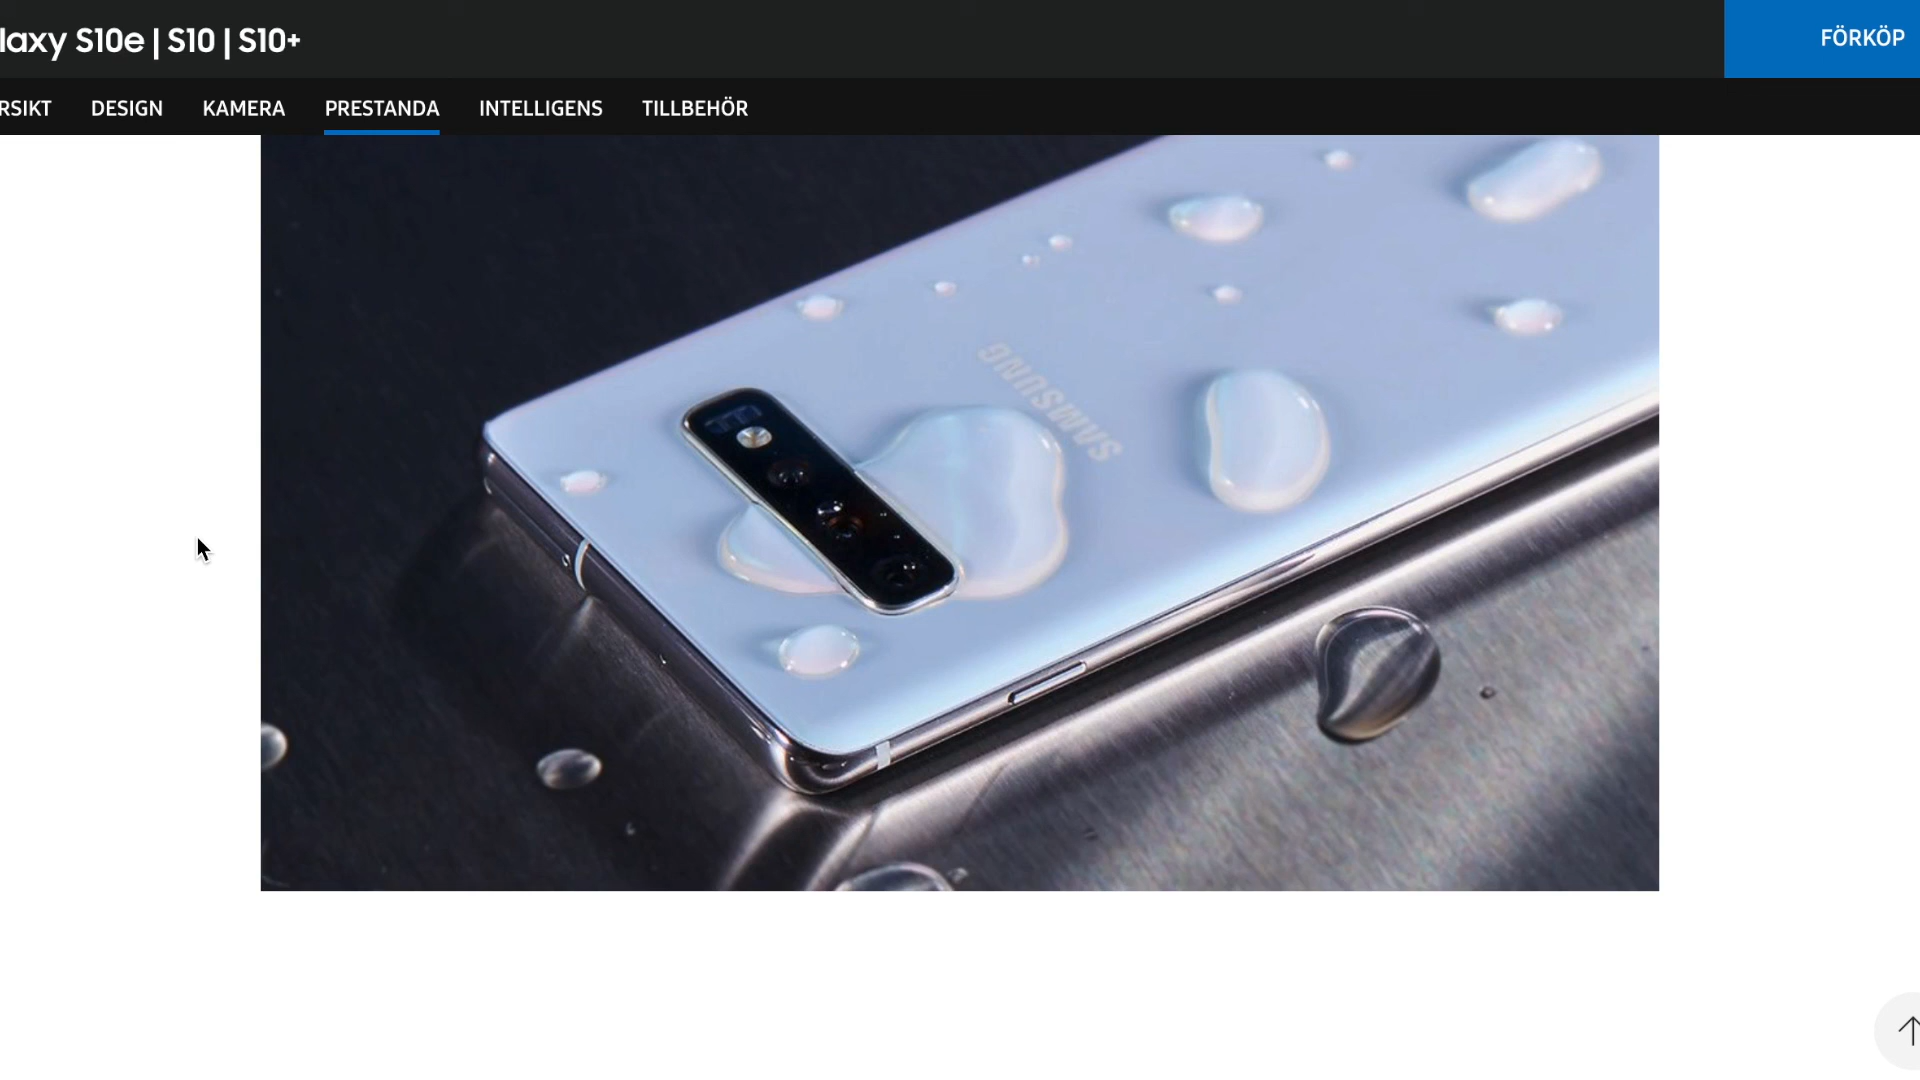 laxy S10e | S10 | S10+
FÖRKÖP
RSIKT DESIGN KAMERA PRESTANDA INTELLIGENS TILLBEHÖR
SAMSUNG